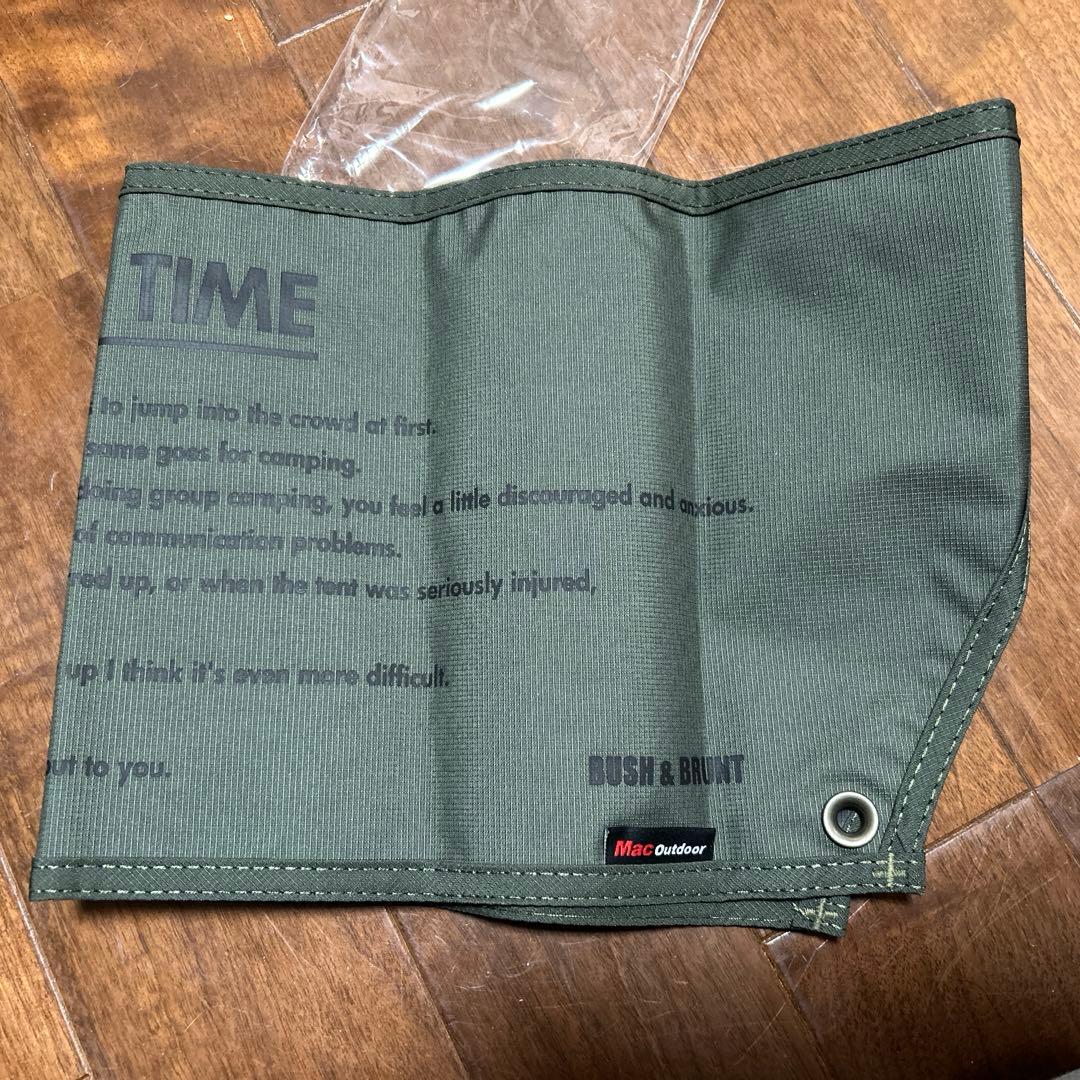 TIME
to jump into the crowd at first.
same goes for camping.
doing group camping, you feel a little discouraged and anxious.
of communication problems.
red up, or when the tent was seriously injured,
up I think it's even more difficult.
out to you.
BUSH & BRUNT
Mac Outdoor